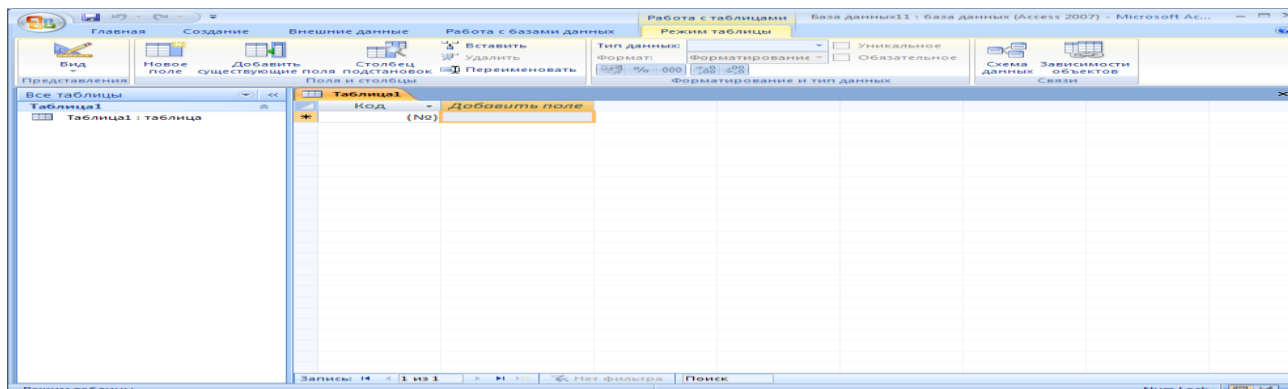 Работа с таблицами База данных11 : база данных (Access 2007) - Microsoft Ac...
Главная Создание Внешние данные Работа с базами данных Режим таблицы
Вид
Представления
Новое поле
Добавить существующие поля
Столбец подстановок
Вставить
Удалить
Переименовать
Поля и столбцы
Тип данных:
Формат: Форматирование
% 000
Уникальное
Обязательное
Форматирование и тип данных
Схема данных
Зависимости объектов
Связи
Все таблицы
Таблица1
Таблица1 : таблица
Таблица1
Код Добавить поле
(№)
Запись: 1 из 1 Нет фильтра Поиск
Режим таблицы Num Lock